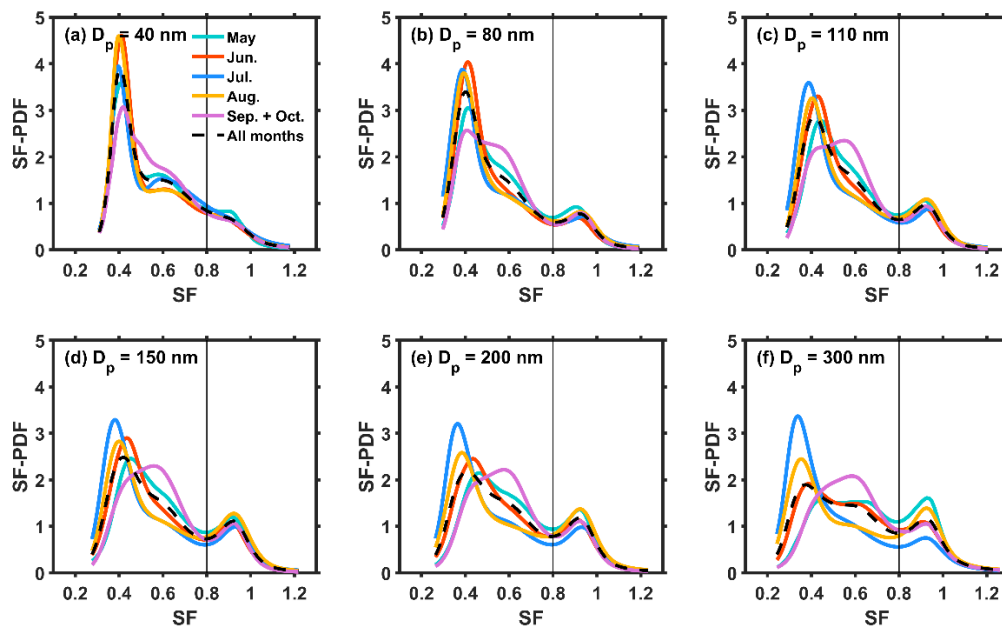 (a) Dp = 40 nm
May
Jun.
Jul.
Aug.
Sep. + Oct.
All months
SF-PDF
5
4
3
2
1
0
0.2 0.4 0.6 0.8 1 1.2
SF
(b) Dp = 80 nm
SF-PDF
5
4
3
2
1
0
0.2 0.4 0.6 0.8 1 1.2
SF
(c) Dp = 110 nm
SF-PDF
5
4
3
2
1
0
0.2 0.4 0.6 0.8 1 1.2
SF
(d) Dp = 150 nm
SF-PDF
5
4
3
2
1
0
0.2 0.4 0.6 0.8 1 1.2
SF
(e) Dp = 200 nm
SF-PDF
5
4
3
2
1
0
0.2 0.4 0.6 0.8 1 1.2
SF
(f) Dp = 300 nm
SF-PDF
5
4
3
2
1
0
0.2 0.4 0.6 0.8 1 1.2
SF